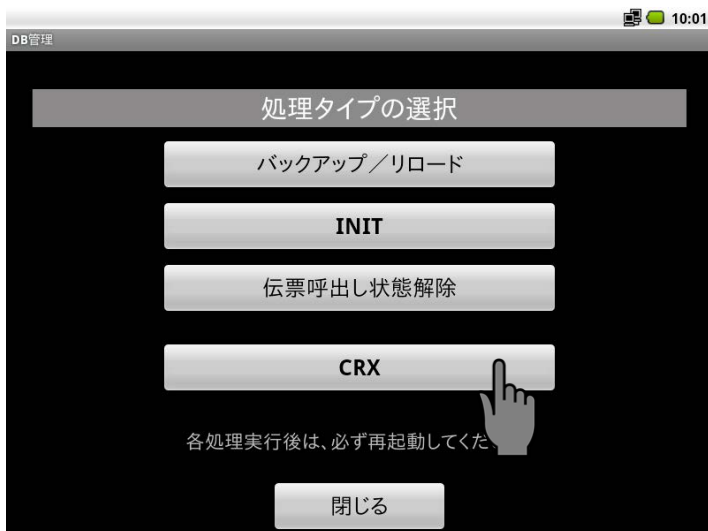 10:01
DB管理
処理タイプの選択
バックアップ／リロード
INIT
伝票呼出し状態解除
CRX
各処理実行後は、必ず再起動してくだ
閉じる